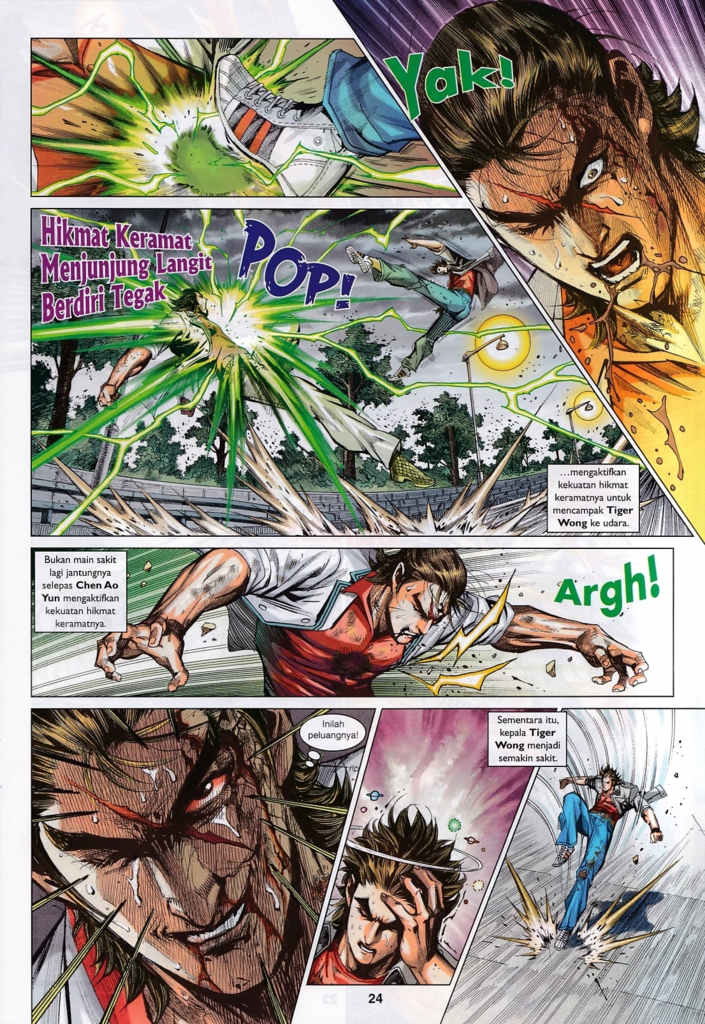 Yak!
Hikmat Keramat
Menjunjung Langit
Berdiri Tegak
POP!
...mengaktifkan
kekuatan hikmat
keramatnya untuk
mencampak Tiger
Wong ke udara.
Bukan main sakit
lagi jantungnya
selepas Chen Ao
Yun mengaktifkan
kekuatan hikmat
keramatnya.
Argh!
Inilah
peluangnya!
Sementara itu,
kepala Tiger
Wong menjadi
semakin sakit.
24